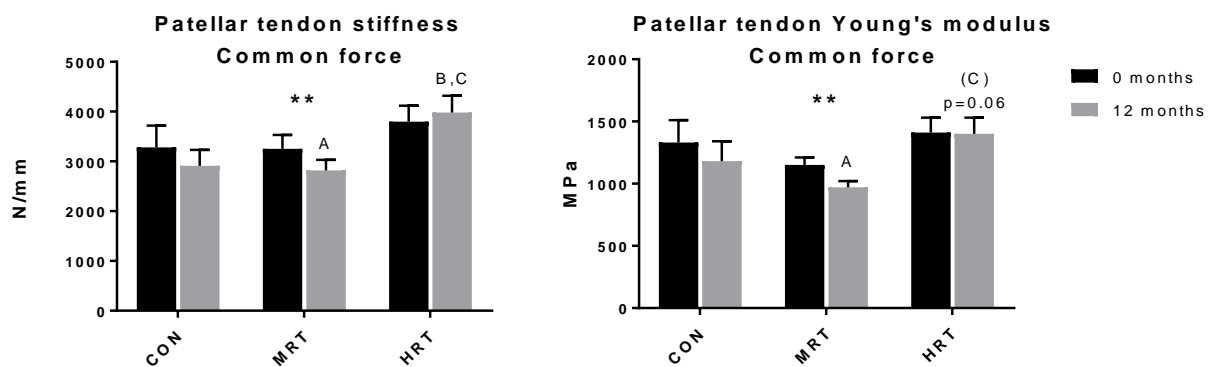 Patellar tendon stiffness
Common force
N/mm
5000
4000
3000
2000
1000
0
**
A
B,C
CON
MRT
HRT
Patellar tendon Young's modulus
Common force
MPa
2000
1500
1000
500
0
**
A
(C)
p=0.06
CON
MRT
HRT
0 months
12 months